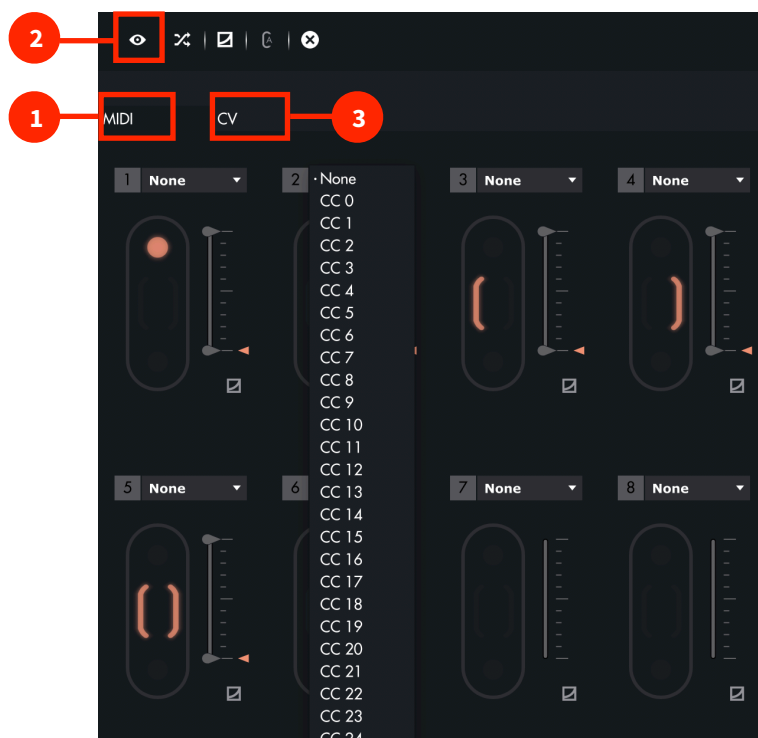 2
A
1
MIDI
CV
3
1 None
2
3 None
4 None
· None
CC 0
CC 1
CC 2
CC 3
CC 4
CC 5
CC 6
CC 7
CC 8
CC 9
CC 10
CC 11
CC 12
5 None
6
7 None
8 None
CC 13
CC 14
CC 15
CC 16
CC 17
CC 18
CC 19
CC 20
CC 21
CC 22
CC 23
CC 24